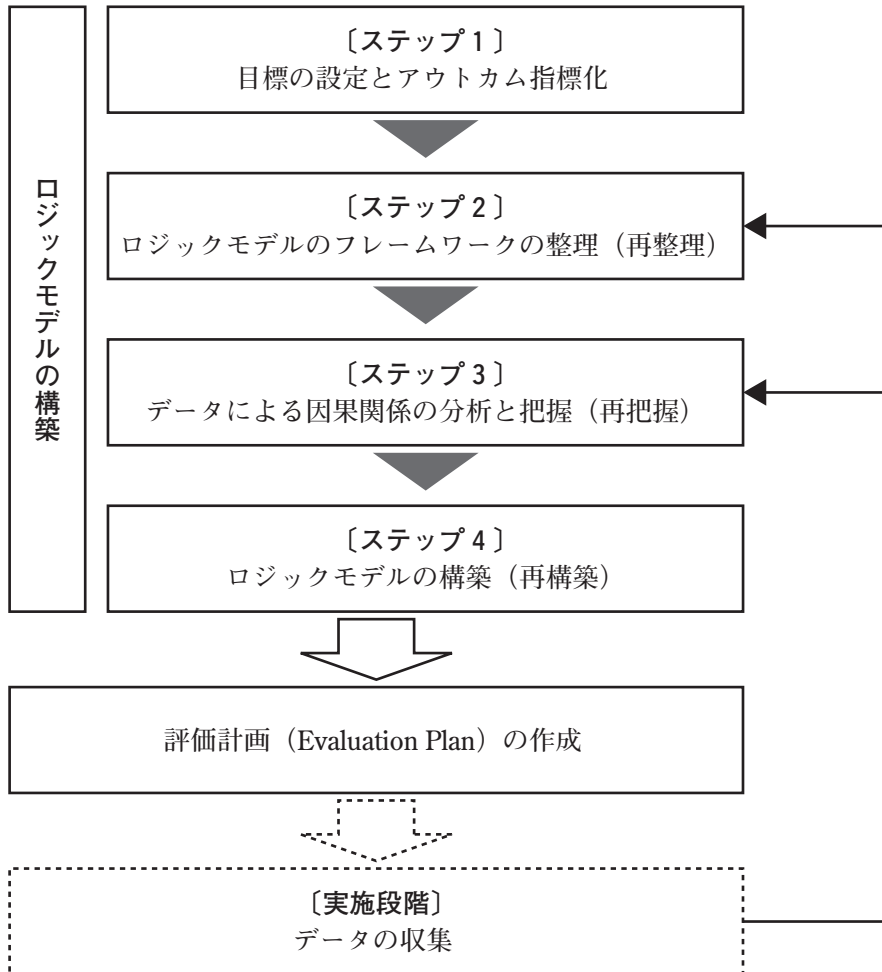 ロジックモデルの構築
〔ステップ1〕
目標の設定とアウトカム指標化
〔ステップ2〕
ロジックモデルのフレームワークの整理（再整理）
〔ステップ3〕
データによる因果関係の分析と把握（再把握）
〔ステップ4〕
ロジックモデルの構築（再構築）
評価計画（Evaluation Plan）の作成
〔実施段階〕
データの収集